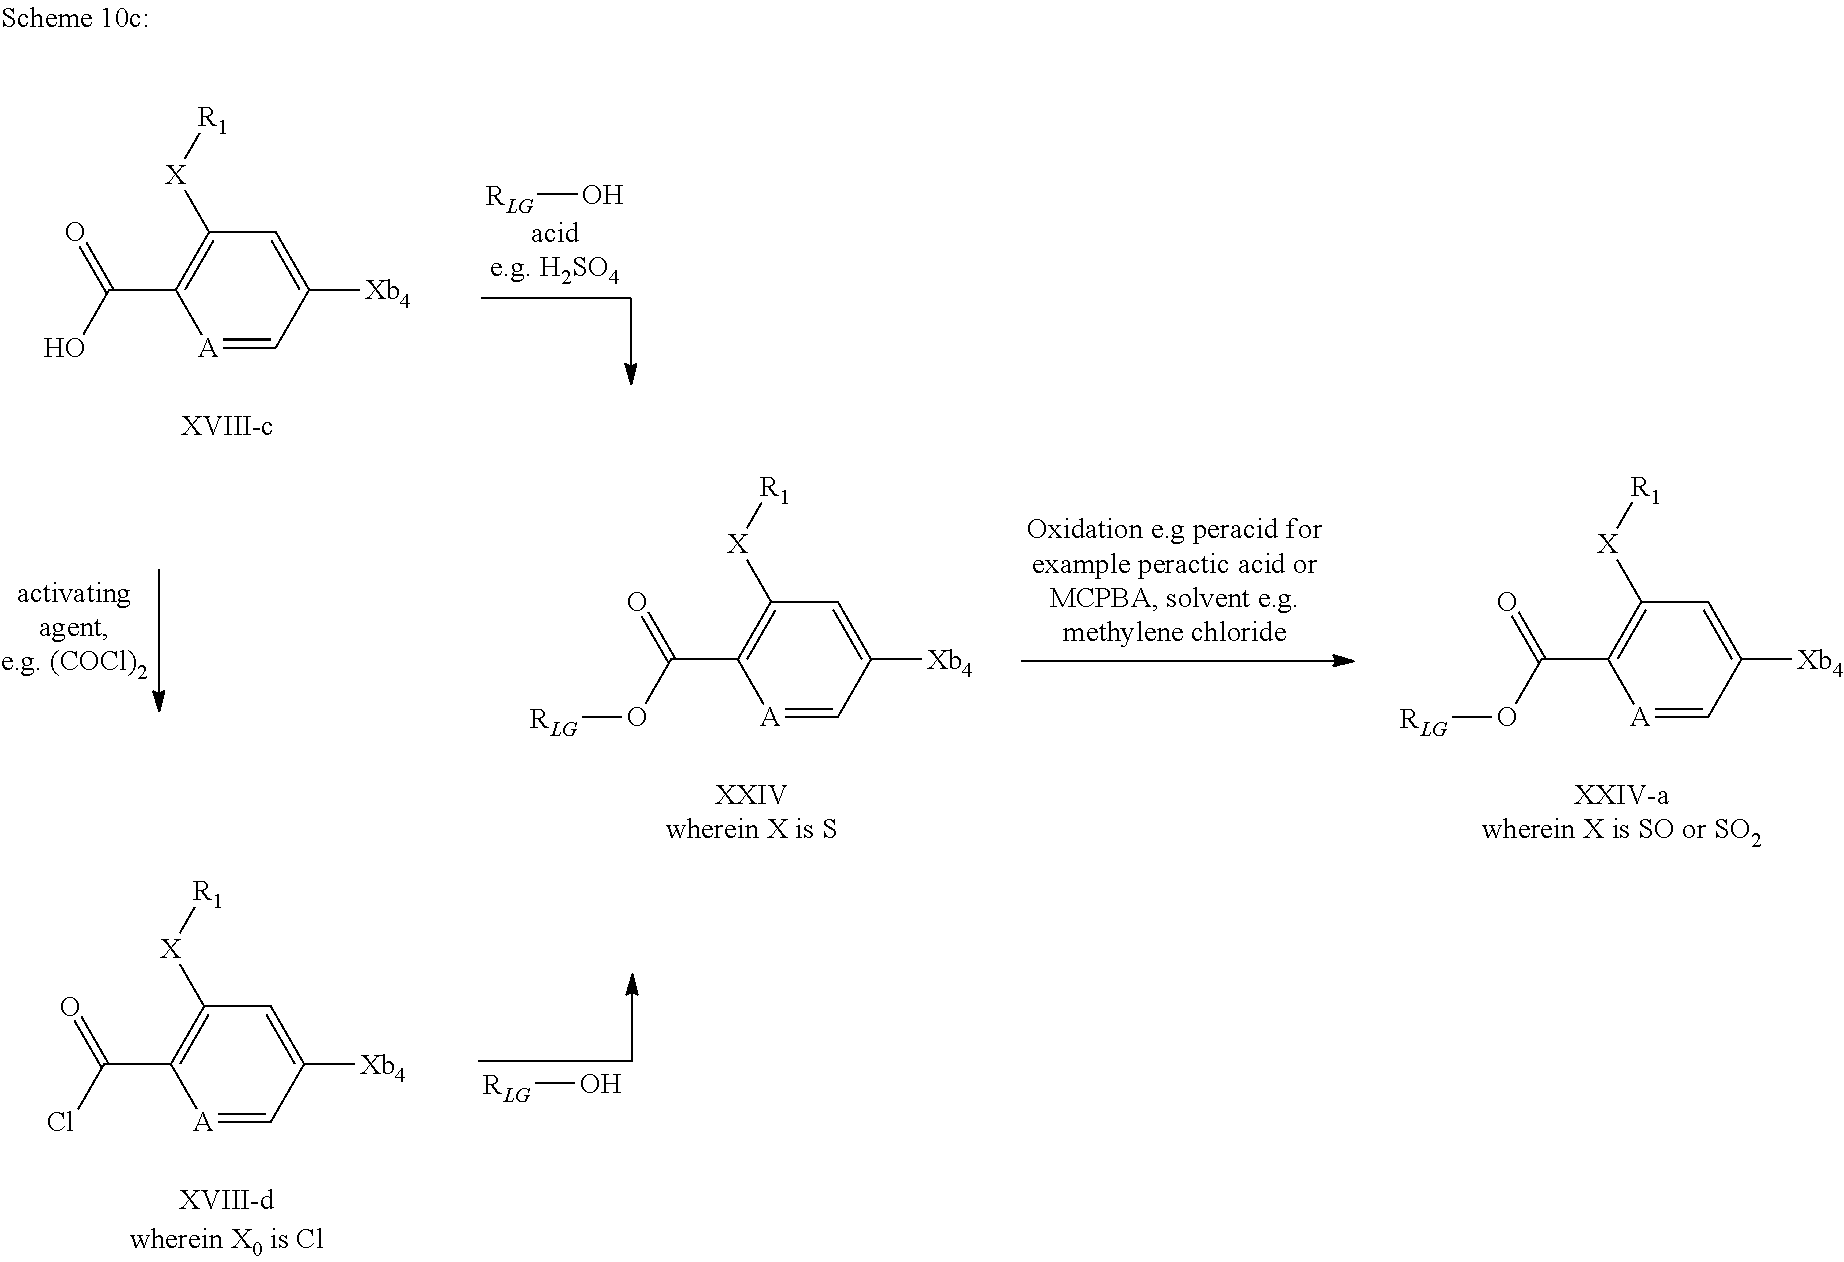 Scheme 10c:
R1
X
O
HO
A
Xb4
XVIII-c
RLG—OH
acid
e.g. H2SO4
activating
agent,
e.g. (COCl)2
R1
X
O
RLG—O
A
Xb4
XXIV
wherein X is S
Oxidation e.g peracid for
example peractic acid or
MCPBA, solvent e.g.
methylene chloride
R1
X
O
RLG—O
A
Xb4
XXIV-a
wherein X is SO or SO2
R1
X
O
Cl
A
Xb4
XVIII-d
wherein X0 is Cl
RLG—OH